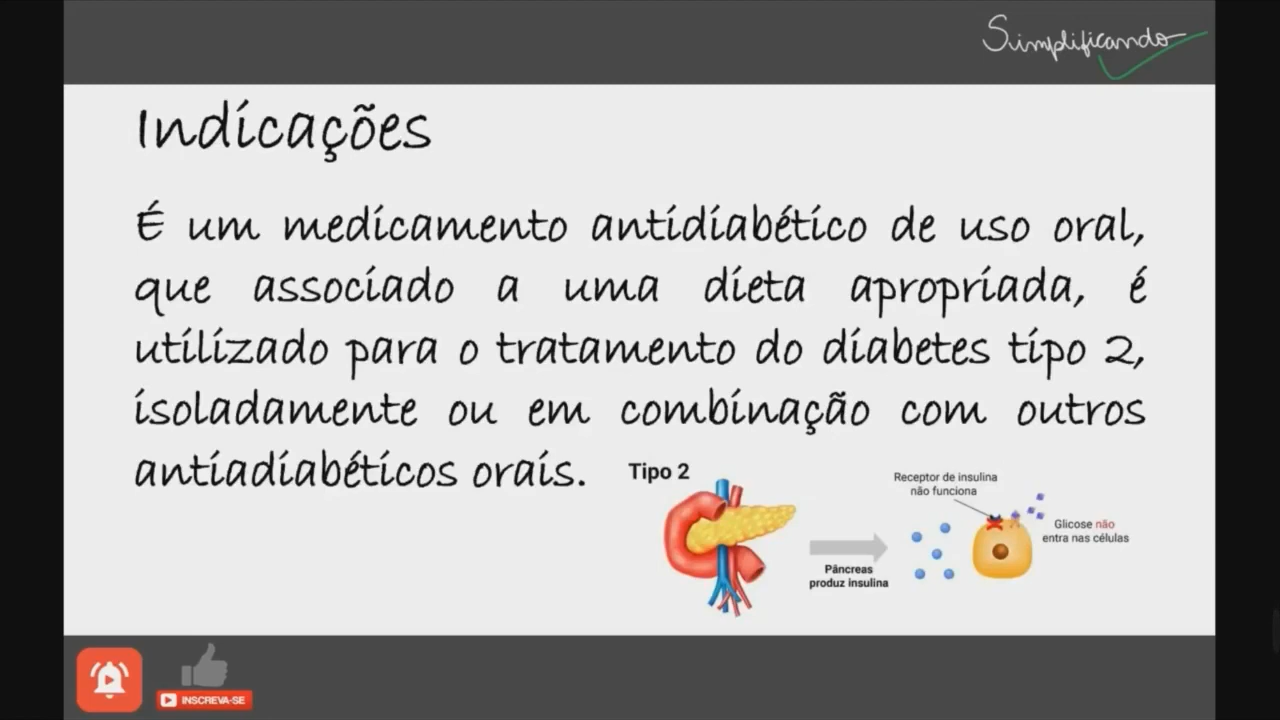 Simplificando
Indicações
É um medicamento antidiabético de uso oral,
que associado a uma dieta apropriada, é
utilizado para o tratamento do diabetes tipo 2,
isoladamente ou em combinação com outros
antiadiabéticos orais.
Tipo 2
Receptor de insulina
não funciona
Glicose não
entra nas células
Pâncreas
produz insulina
INSCREVA-SE